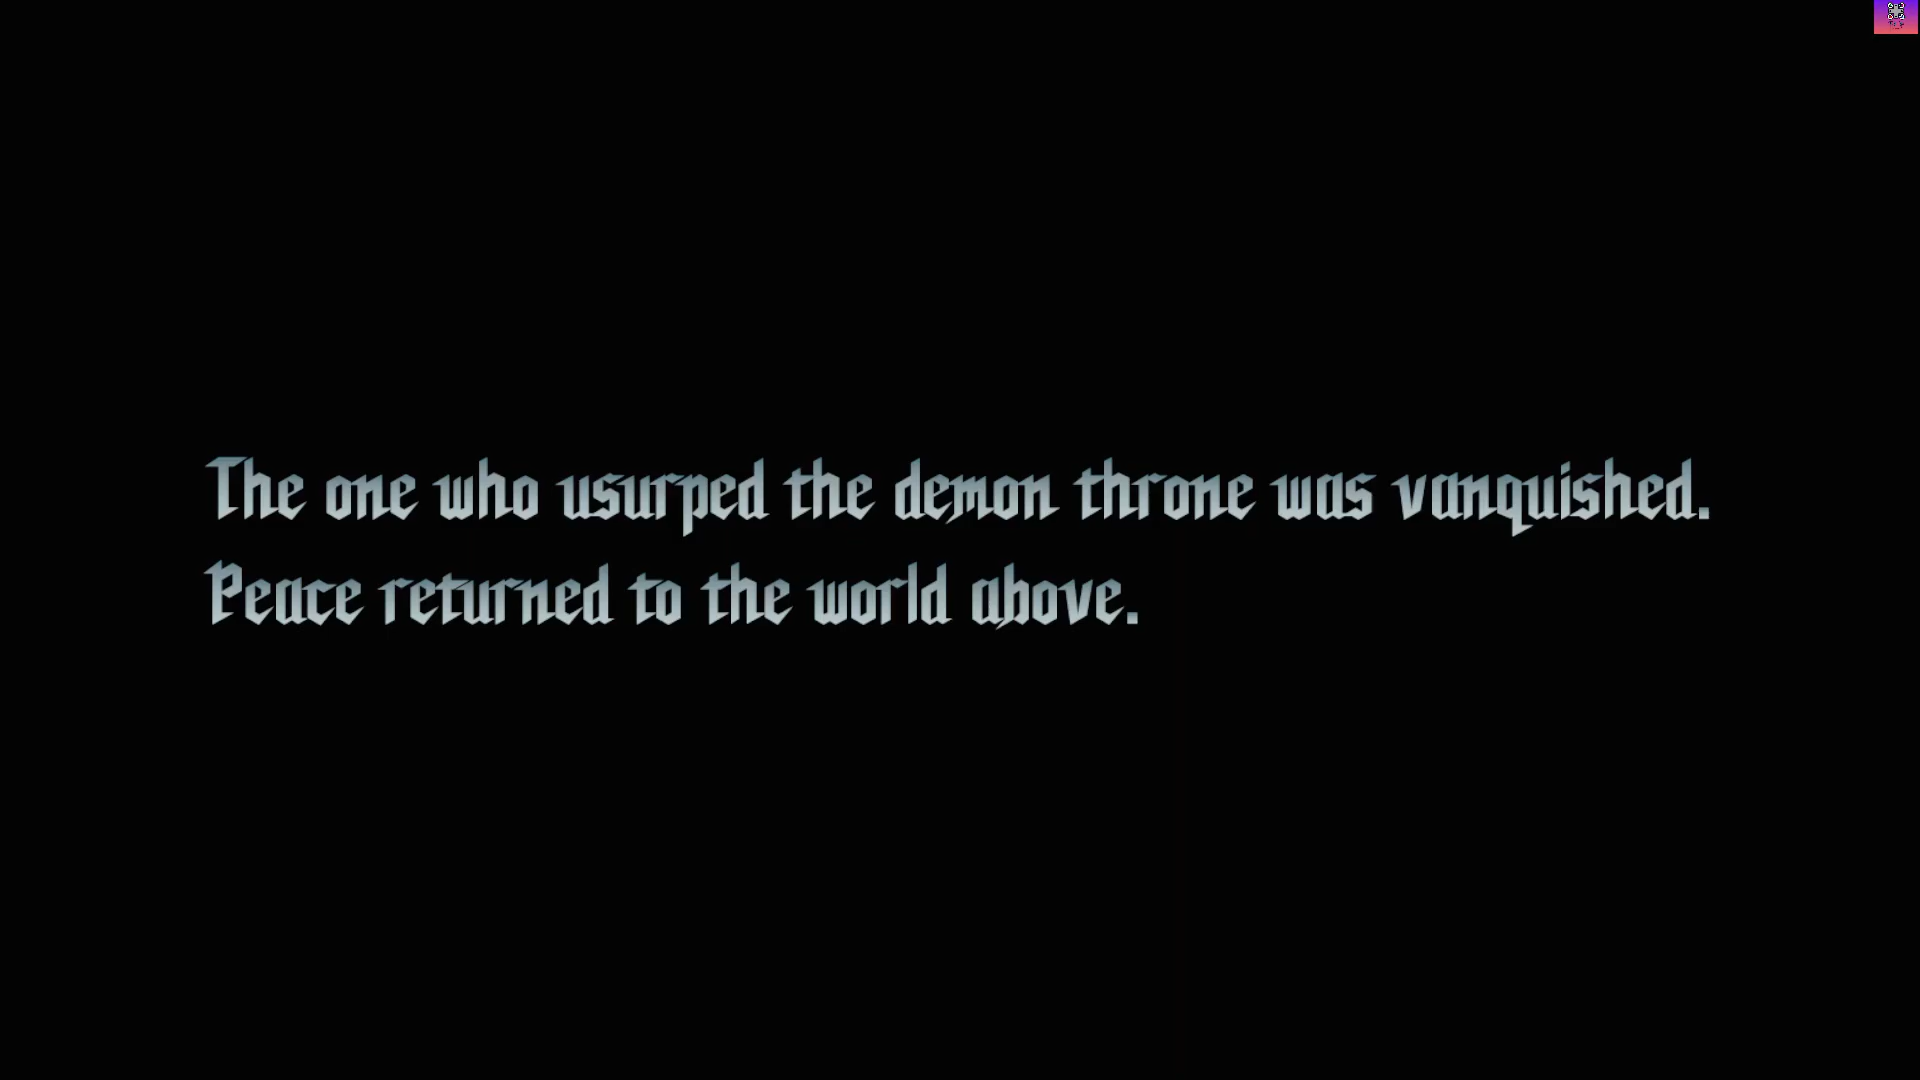 The one who usurped the demon throne was vanquished.
Peace returned to the world above.